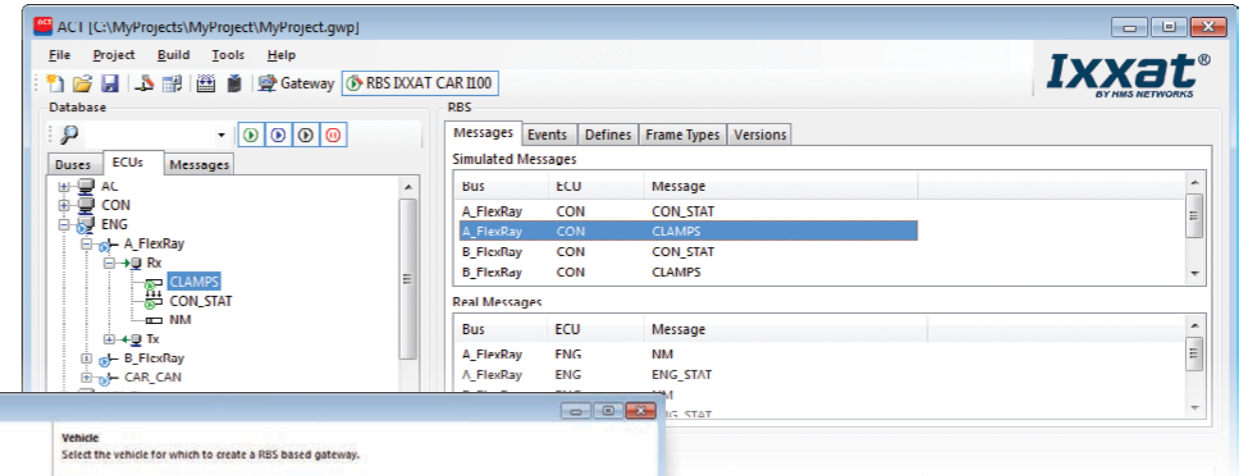 ACT [C:\MyProjects\MyProject\MyProject.gwp]
File Project Build Tools Help
Gateway RBS IXXAT CAR I100
Ixxat®
BY HMS NETWORKS
Database
Buses ECUs Messages
AC
CON
ENG
A_FlexRay
Rx
CLAMPS
CON_STAT
NM
Tx
B_FlexRay
CAR_CAN
RBS
Messages Events Defines Frame Types Versions
Simulated Messages
Bus ECU Message
A_FlexRay CON CON_STAT
A_FlexRay CON CLAMPS
B_FlexRay CON CON_STAT
B_FlexRay CON CLAMPS
Real Messages
Bus ECU Message
A_FlexRay ENG NM
A_FlexRay ENG ENG_STAT
Vehicle
Select the vehicle for which to create a RBS based gateway.